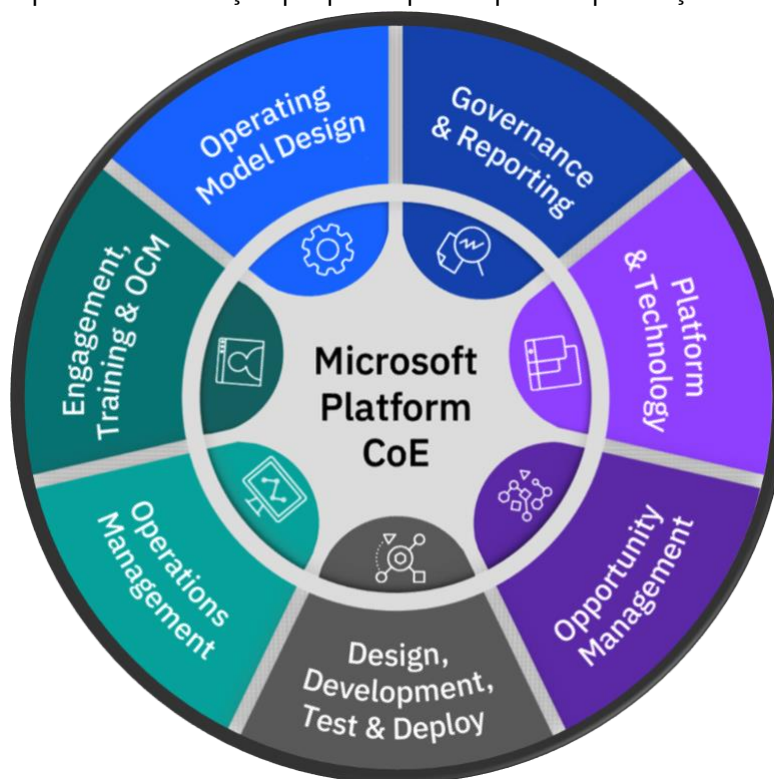 Operating
Model Design
Governance
& Reporting
Platform
& Technology
Opportunity
Management
Design,
Development,
Test & Deploy
Operations
Management
Engagement,
Training & OCM
Microsoft
Platform
CoE